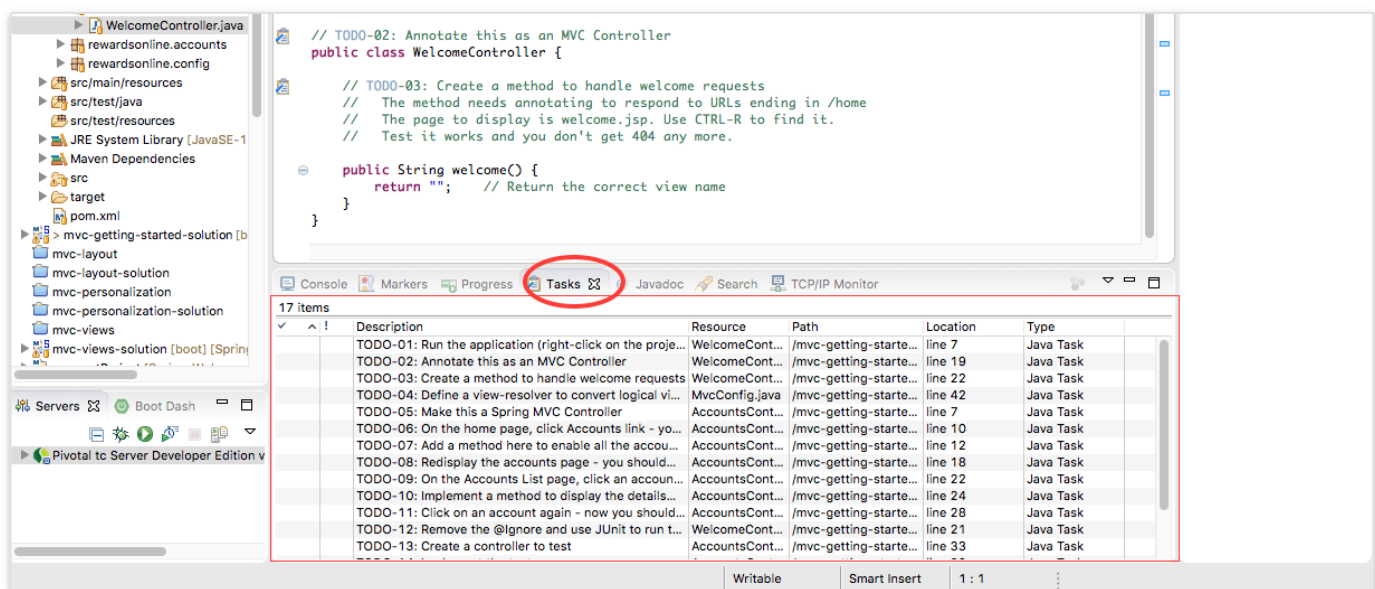 WelcomeController.java
rewardsonline.accounts
rewardsonline.config
src/main/resources
src/test/java
src/test/resources
JRE System Library [JavaSE-1
Maven Dependencies
src
target
pom.xml
> mvc-getting-started-solution [b
mvc-layout
mvc-layout-solution
mvc-personalization
mvc-personalization-solution
mvc-views
mvc-views-solution [boot] [Spring
// TODO-02: Annotate this as an MVC Controller
public class WelcomeController {
// TODO-03: Create a method to handle welcome requests
// The method needs annotating to respond to URLs ending in /home
// The page to display is welcome.jsp. Use CTRL-R to find it.
// Test it works and you don't get 404 any more.
public String welcome() {
return ""; // Return the correct view name
}
}
Servers Boot Dash
Pivotal tc Server Developer Edition v
Console Markers Progress Tasks Javadoc Search TCP/IP Monitor
17 items
! Description Resource Path Location Type
TODO-01: Run the application (right-click on the proje... WelcomeCont... /mvc-getting-starte... line 7 Java Task
TODO-02: Annotate this as an MVC Controller WelcomeCont... /mvc-getting-starte... line 19 Java Task
TODO-03: Create a method to handle welcome requests WelcomeCont... /mvc-getting-starte... line 22 Java Task
TODO-04: Define a view-resolver to convert logical vi... MvcConfig.java /mvc-getting-starte... line 42 Java Task
TODO-05: Make this a Spring MVC Controller AccountsCont... /mvc-getting-starte... line 7 Java Task
TODO-06: On the home page, click Accounts link - yo... AccountsCont... /mvc-getting-starte... line 10 Java Task
TODO-07: Add a method here to enable all the accou... AccountsCont... /mvc-getting-starte... line 12 Java Task
TODO-08: Redisplay the accounts page - you should... AccountsCont... /mvc-getting-starte... line 18 Java Task
TODO-09: On the Accounts List page, click an accoun... AccountsCont... /mvc-getting-starte... line 22 Java Task
TODO-10: Implement a method to display the details... AccountsCont... /mvc-getting-starte... line 24 Java Task
TODO-11: Click on an account again - now you should... AccountsCont... /mvc-getting-starte... line 28 Java Task
TODO-12: Remove the @Ignore and use JUnit to run t... WelcomeCont... /mvc-getting-starte... line 21 Java Task
TODO-13: Create a controller to test AccountsCont... /mvc-getting-starte... line 33 Java Task
Writable Smart Insert 1 : 1